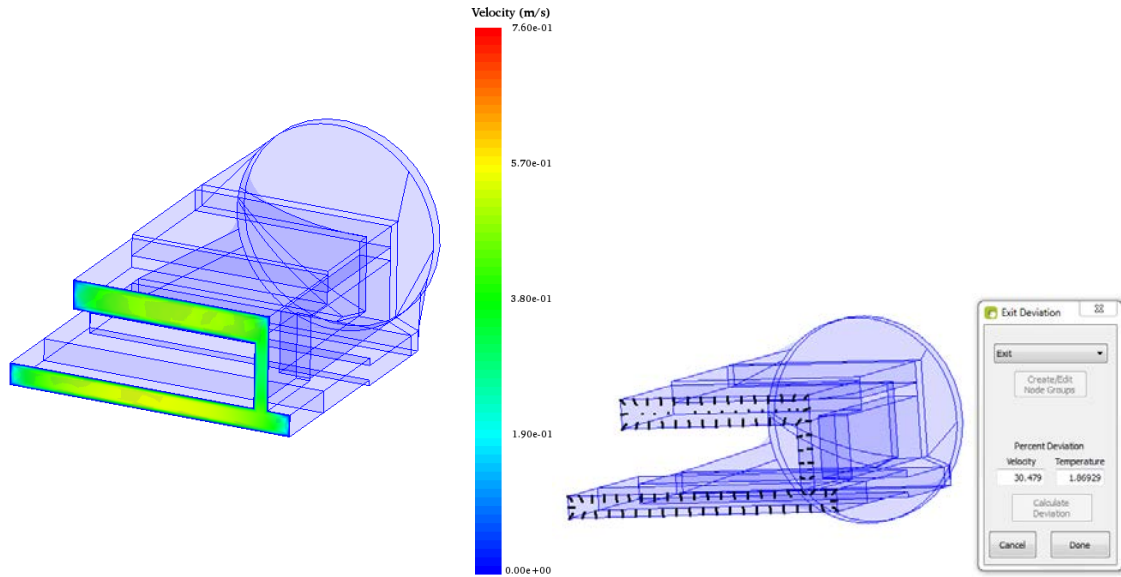 Velocity (m/s)
7.60e-01
5.70e-01
3.80e-01
1.90e-01
0.00e+00
Exit Deviation
Exit
Create/Edit
Node Groups
Percent Deviation
Velocity Temperature
30.479 1.86929
Calculate
Deviation
Cancel Done